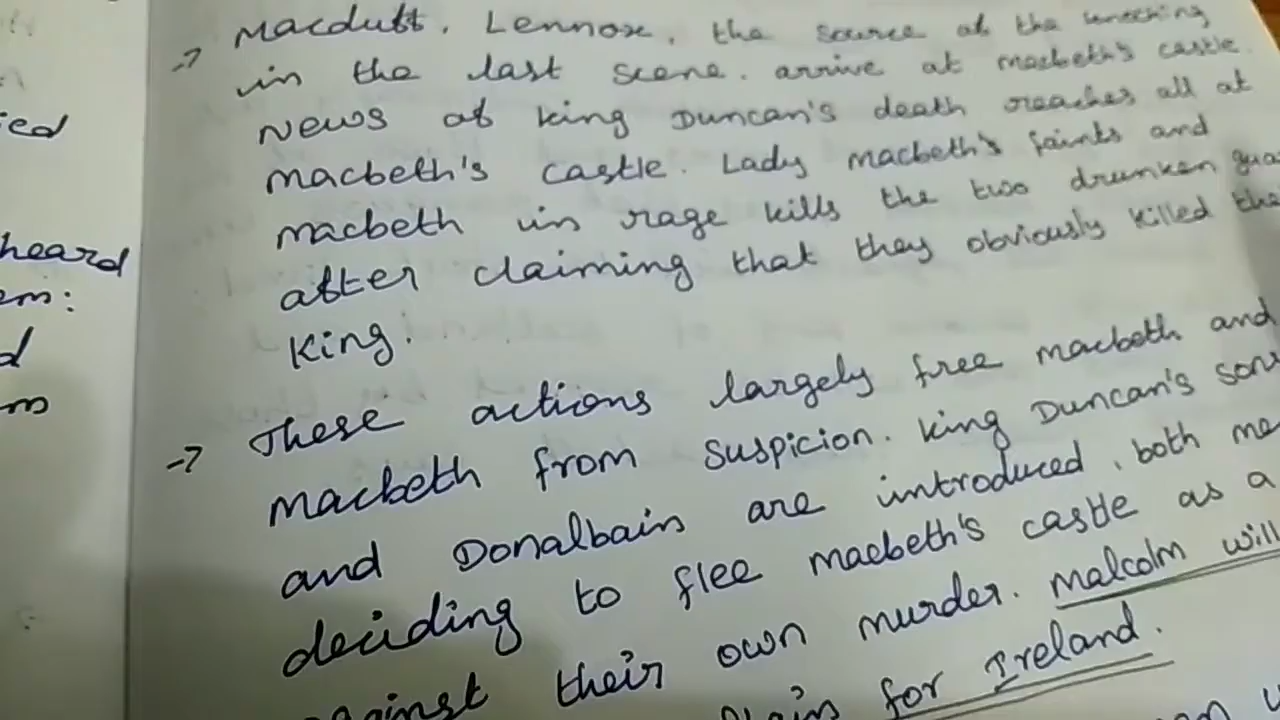 ied
heard
em:
d
m
→ Macduff. Lennox, the source of the knocking
in the last scene. arrive at macbeth's castle.
News of King Duncan's death reaches all at
macbeth's castle. Lady macbeth's faints and
macbeth in rage kills the two drunken gua
after claiming that they obviously killed the
King.
→ These actions largely free macbeth and
macbeth from suspicion. King Duncan's sons
and Donalbain are introduced, both me
deciding to flee macbeth's castle as a
against their own murder. malcolm will
for Ireland.